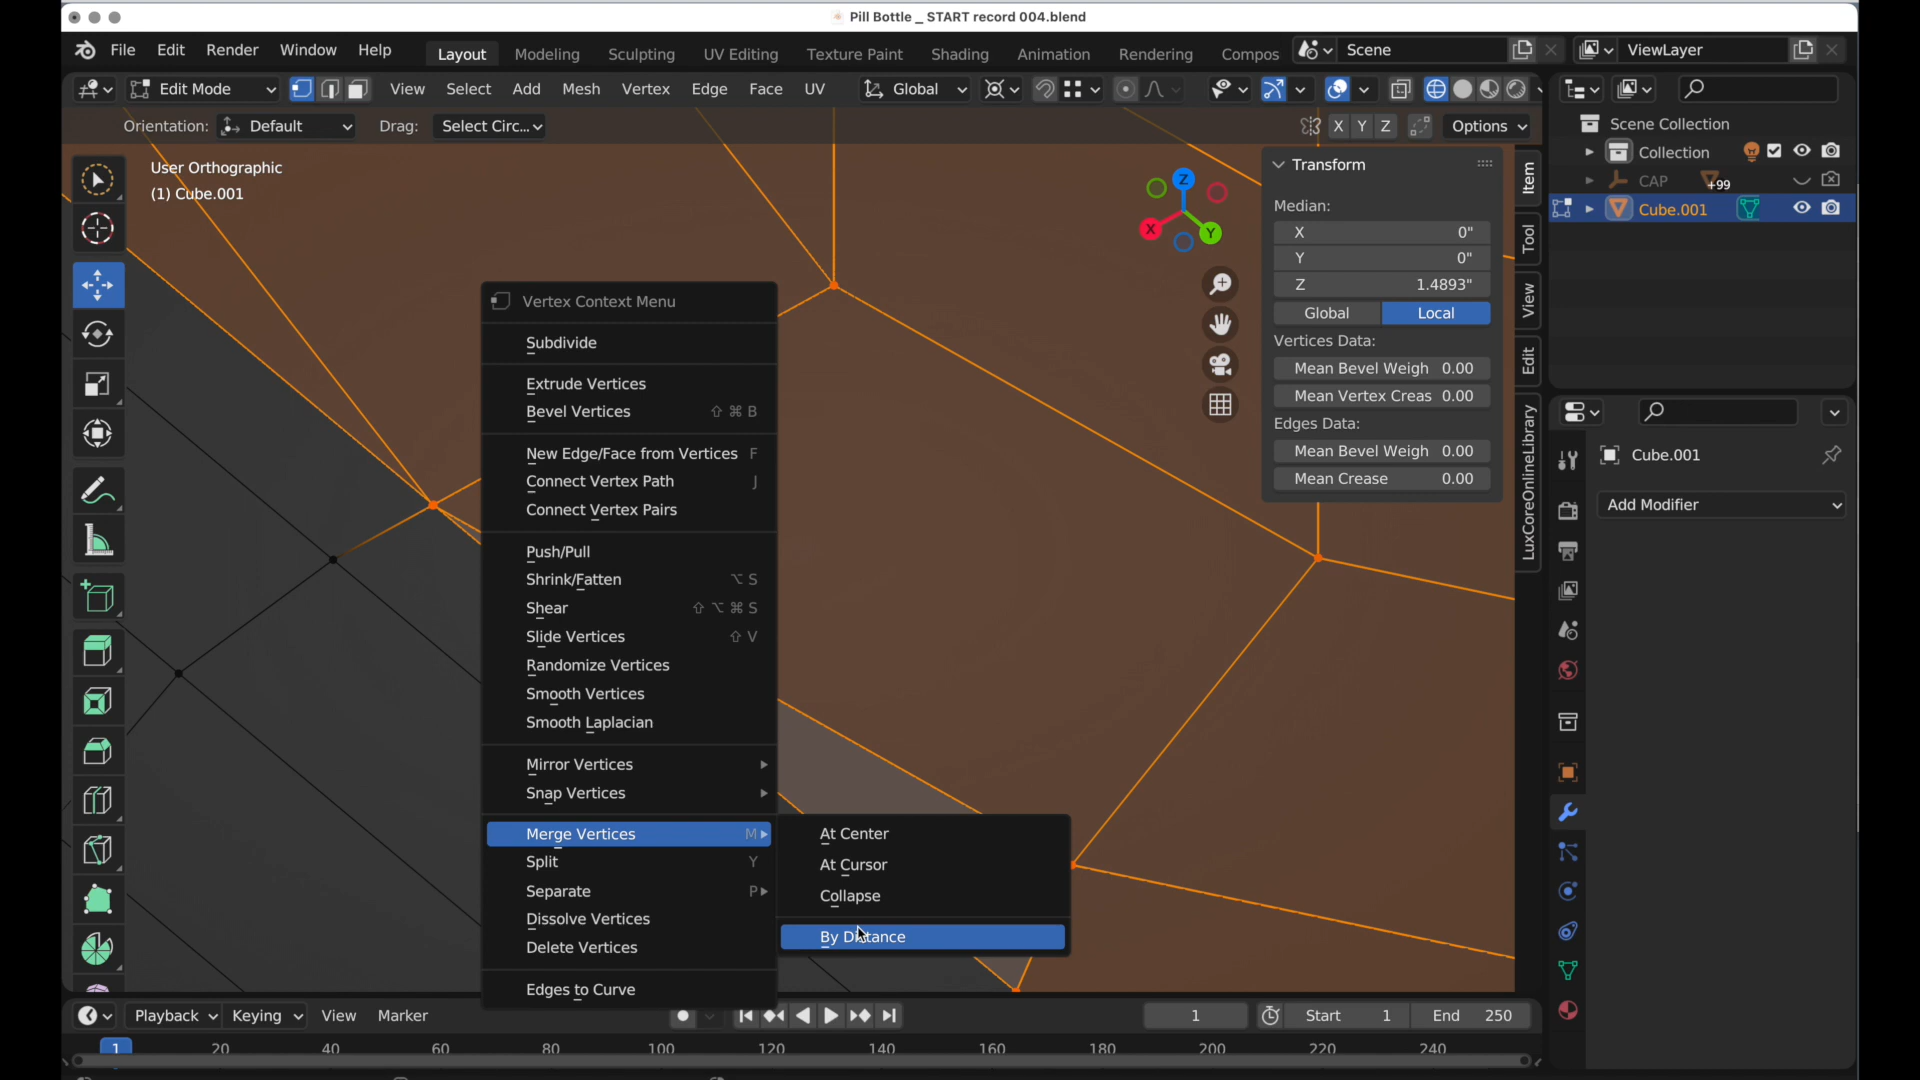 Pill Bottle _ START record 004.blend
File Edit Render Window Help Layout Modeling Sculpting UV Editing Texture Paint Shading Animation Rendering Compos Scene ViewLayer
Edit Mode View Select Add Mesh Vertex Edge Face UV Global
Orientation: Default Drag: Select Circ... X Y Z Options
User Orthographic
(1) Cube.001
Z
X
Y
Vertex Context Menu
Subdivide
Extrude Vertices
Bevel Vertices ⇧ ⌘ B
New Edge/Face from Vertices F
Connect Vertex Path J
Connect Vertex Pairs
Push/Pull
Shrink/Fatten ⌥ S
Shear ⇧ ⌥ ⌘ S
Slide Vertices ⇧ V
Randomize Vertices
Smooth Vertices
Smooth Laplacian
Mirror Vertices
Snap Vertices
Merge Vertices M
Split Y
Separate P
Dissolve Vertices
Delete Vertices
Edges to Curve
At Center
At Cursor
Collapse
By Distance
Transform
Median:
X 0"
Y 0"
Z 1.4893"
Global Local
Vertices Data:
Mean Bevel Weigh 0.00
Mean Vertex Creas 0.00
Edges Data:
Mean Bevel Weigh 0.00
Mean Crease 0.00
Item
Tool
View
Edit
LuxCoreOnlineLibrary
Scene Collection
Collection
CAP +99
Cube.001
Cube.001
Add Modifier
Playback Keying View Marker 1 Start 1 End 250
1 20 40 60 80 100 120 140 160 180 200 220 240